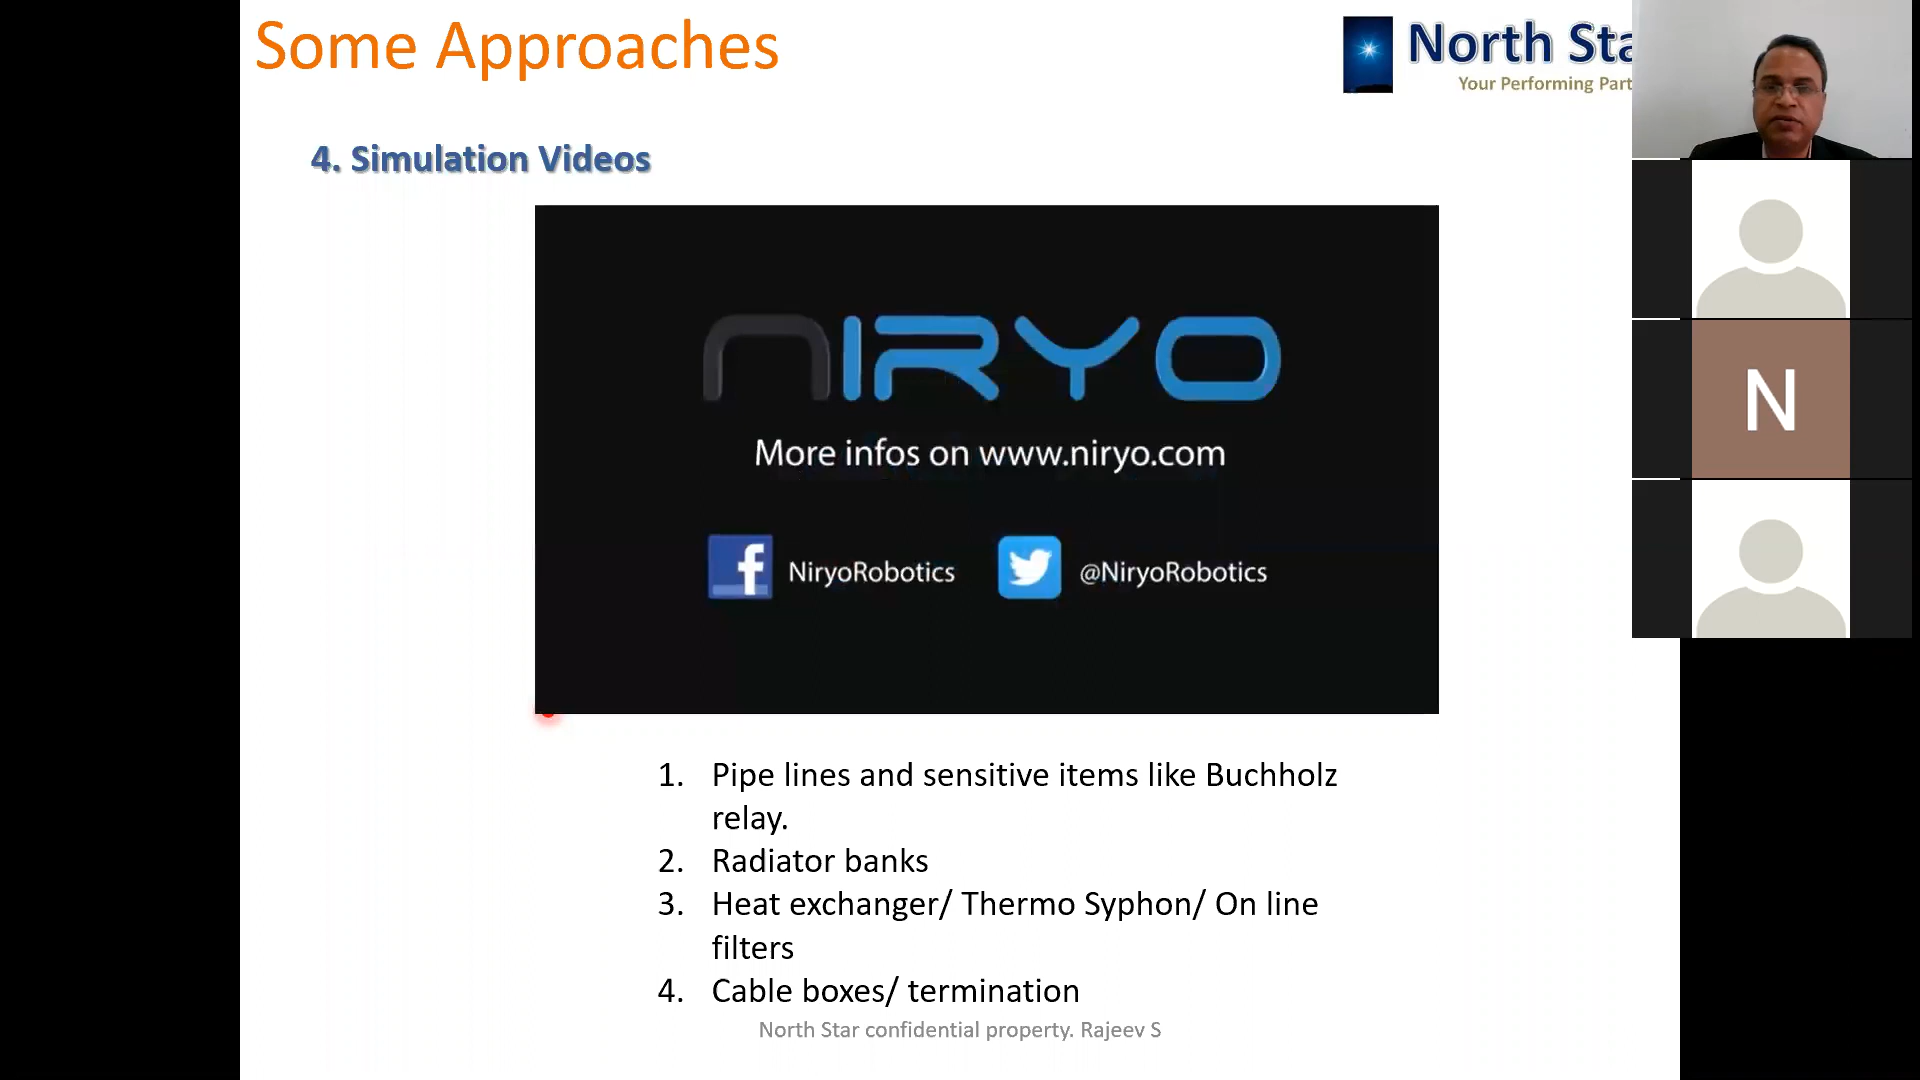 Some Approaches
North Sta
Your Performing Part
4. Simulation Videos
NIRYO
More infos on www.niryo.com
f NiryoRobotics @NiryoRobotics
N
1. Pipe lines and sensitive items like Buchholz
relay.
2. Radiator banks
3. Heat exchanger/ Thermo Syphon/ On line
filters
4. Cable boxes/ termination
North Star confidential property. Rajeev S